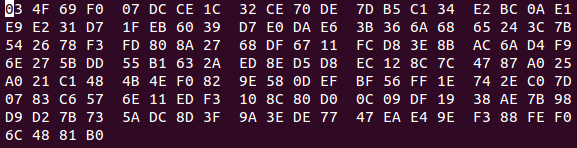 03 4F 69 F0 07 DC CE 1C 32 CE 70 DE 7D B5 C1 34 E2 BC 0A E1
E9 E2 31 D7 1F EB 60 39 D7 E0 DA E6 3B 36 6A 68 65 24 3C 7B
54 26 78 F3 FD 80 8A 27 68 DF 67 11 FC D8 3E 8B AC 6A D4 F9
6E 27 5B DD 55 B1 63 2A ED 8E D5 D8 EC 12 8C 7C 47 87 A0 25
A0 21 C1 48 4B 4E F0 82 9E 58 0D EF BF 56 FF 1E 74 2E C0 7D
07 83 C6 57 6E 11 ED F3 10 8C 80 D0 0C 09 DF 19 38 AE 7B 98
D9 D2 7B 73 5A DC 8D 3F 9A 3E DE 77 47 EA E4 9E F3 88 FE F0
6C 48 81 B0